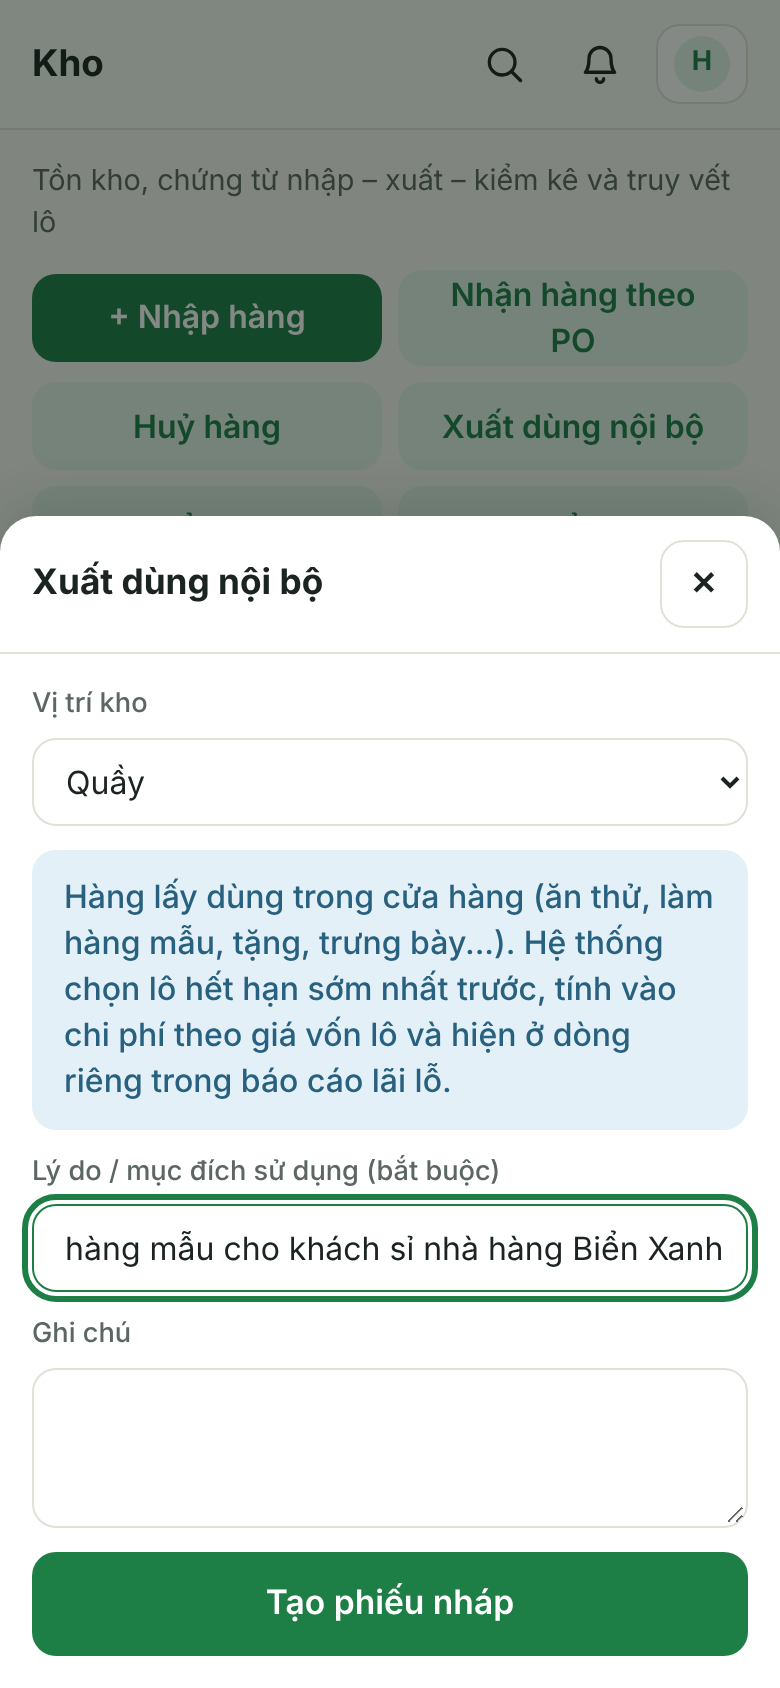 Kho
H
Tồn kho, chứng từ nhập – xuất – kiểm kê và truy vết
lô
+ Nhập hàng
Nhận hàng theo
PO
Huỷ hàng
Xuất dùng nội bộ
Xuất dùng nội bộ
Vị trí kho
Quầy
Hàng lấy dùng trong cửa hàng (ăn thử, làm
hàng mẫu, tặng, trưng bày...). Hệ thống
chọn lô hết hạn sớm nhất trước, tính vào
chi phí theo giá vốn lô và hiện ở dòng
riêng trong báo cáo lãi lỗ.
Lý do / mục đích sử dụng (bắt buộc)
hàng mẫu cho khách sỉ nhà hàng Biển Xanh
Ghi chú
Tạo phiếu nháp